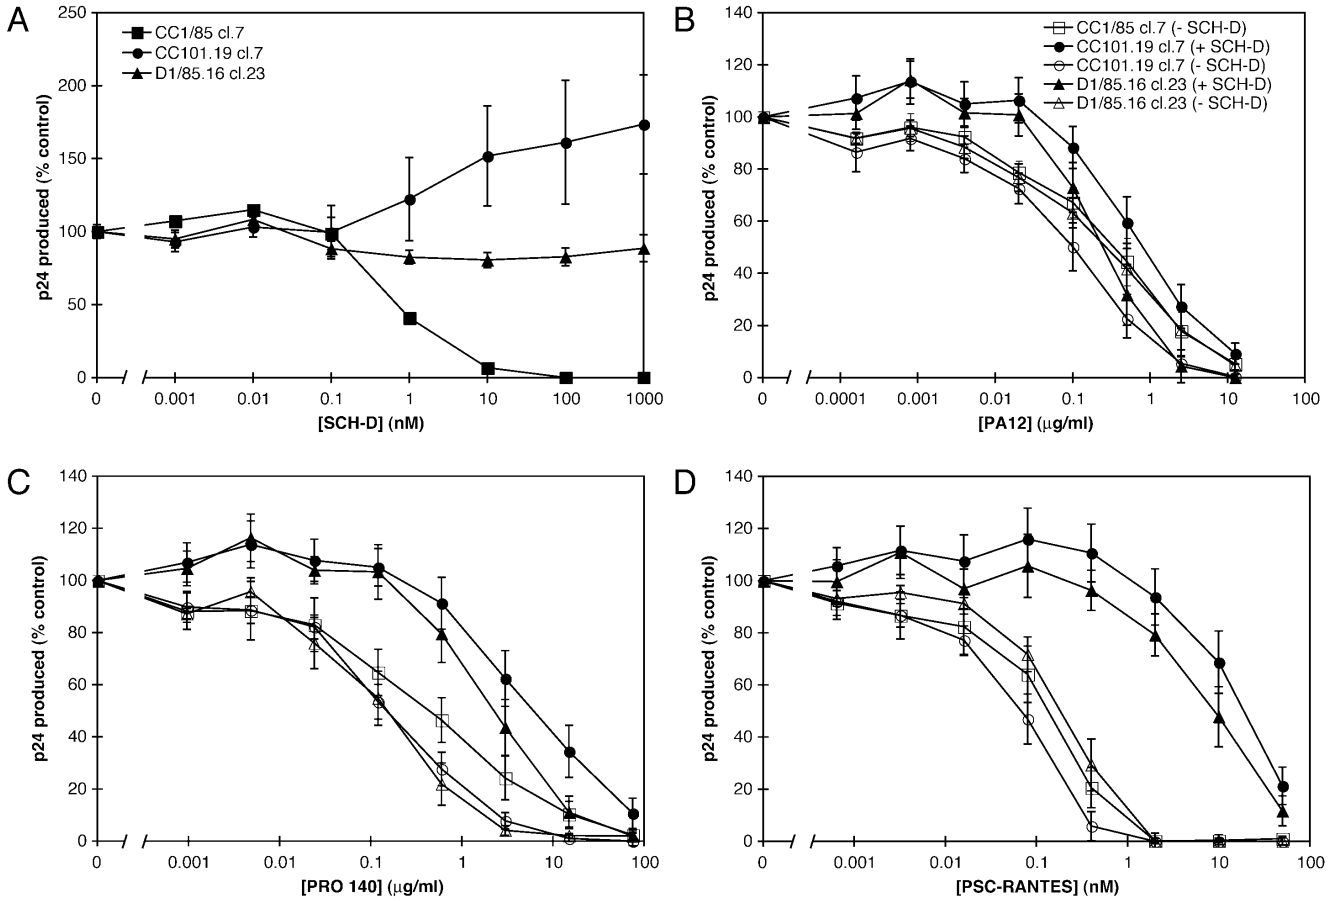 A
CC1/85 cl.7
CC101.19 cl.7
D1/85.16 cl.23
p24 produced (% control)
250
200
150
100
50
0
0 0.001 0.01 0.1 1 10 100 1000
[SCH-D] (nM)
B
CC1/85 cl.7 (- SCH-D)
CC101.19 cl.7 (+ SCH-D)
CC101.19 cl.7 (- SCH-D)
D1/85.16 cl.23 (+ SCH-D)
D1/85.16 cl.23 (- SCH-D)
p24 produced (% control)
140
120
100
80
60
40
20
0
0 0.0001 0.001 0.01 0.1 1 10 100
[PA12] (μg/ml)
C
p24 produced (% control)
140
120
100
80
60
40
20
0
0 0.001 0.01 0.1 1 10 100
[PRO 140] (μg/ml)
D
p24 produced (% control)
140
120
100
80
60
40
20
0
0 0.001 0.01 0.1 1 10 100
[PSC-RANTES] (nM)